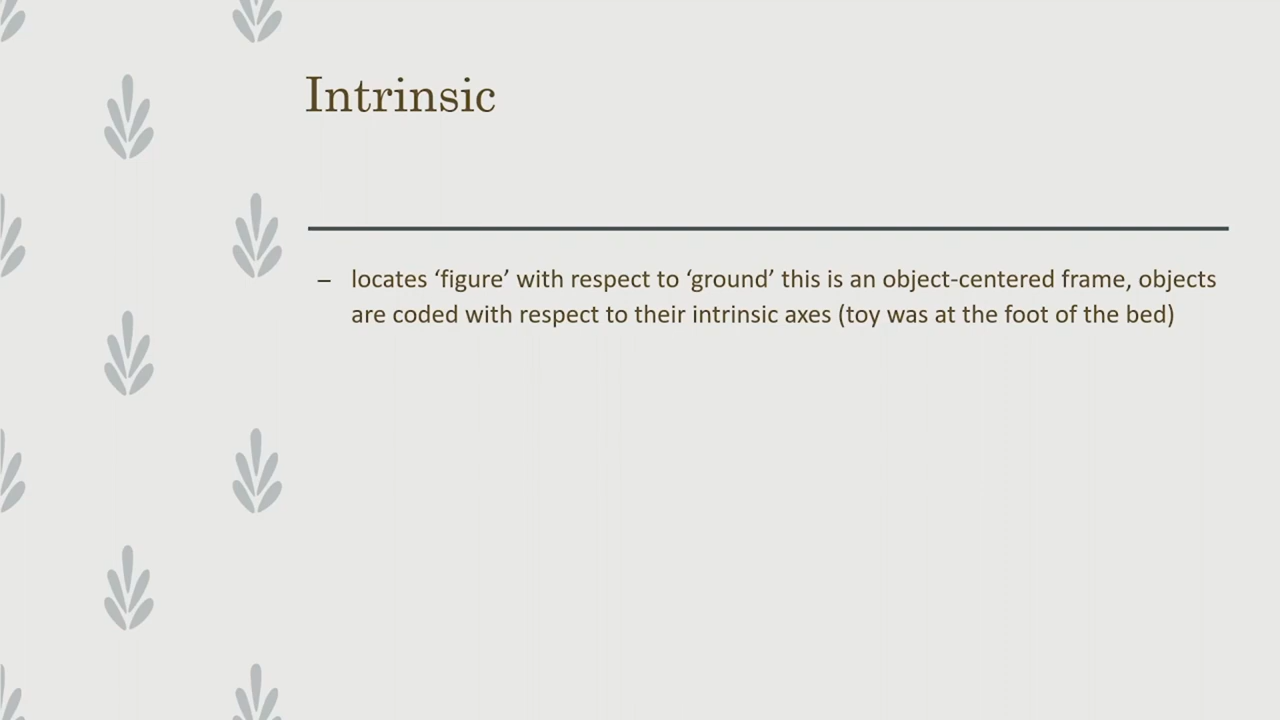 Intrinsic
– locates ‘figure’ with respect to ‘ground’ this is an object-centered frame, objects
are coded with respect to their intrinsic axes (toy was at the foot of the bed)